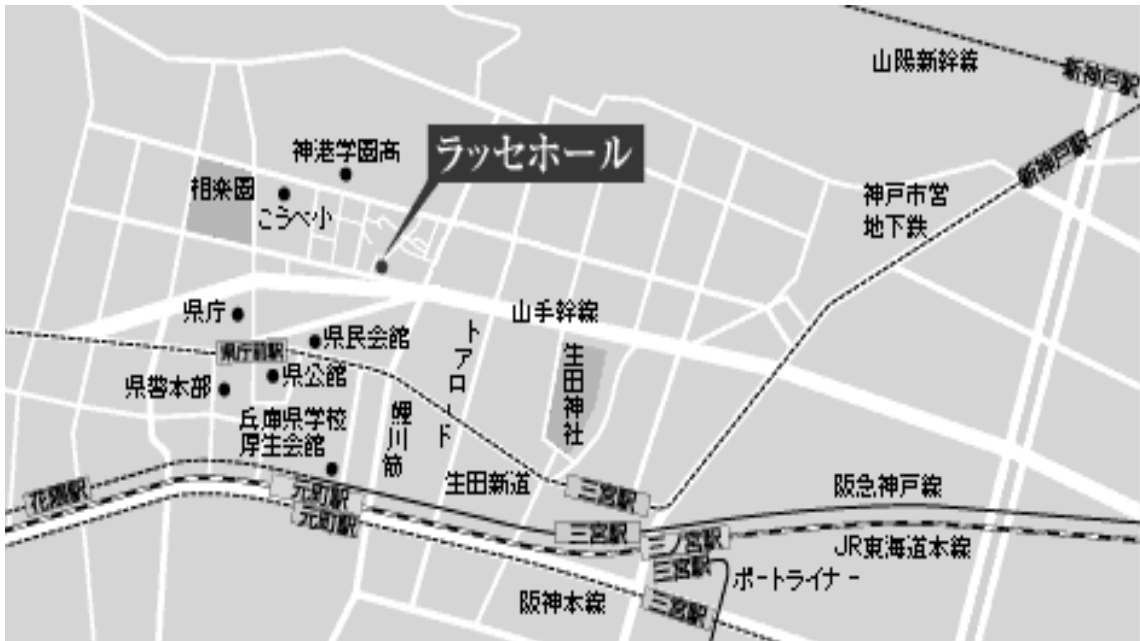 山陽新幹線
新神戸駅
神港学園高
ラッセホール
新神戸駅
相楽園
こうべ小
神戸市営
地下鉄
県庁
山手幹線
県民会館
トアロード
生田神社
県庁前駅
県公館
県警本部
兵庫県学校
厚生会館
鯉川筋
生田新道
三宮駅
花隈駅
元町駅
阪急神戸線
元町駅
三宮駅
三宮駅
JR東海道本線
三宮駅
ポートライナー
阪神本線
三宮駅